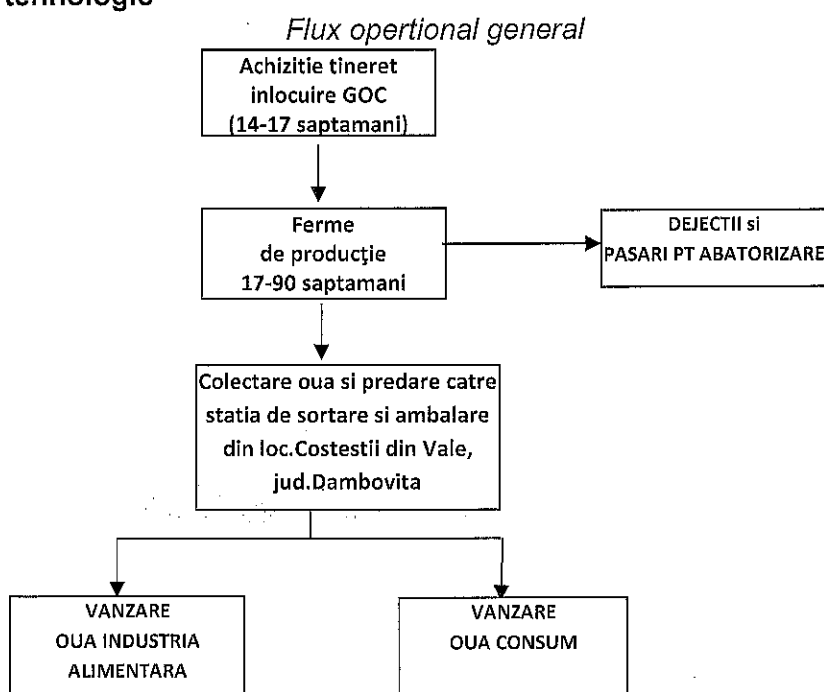 tehnologic
Flux opertional general
Achizitie tineret
inlocuire GOC
(14-17 saptamani)
Ferme
de producţie
17-90 saptamani
DEJECTII si
PASARI PT ABATORIZARE
Colectare oua si predare catre
statia de sortare si ambalare
din loc.Costestii din Vale,
jud.Dambovita
VANZARE
OUA INDUSTRIA
ALIMENTARA
VANZARE
OUA CONSUM